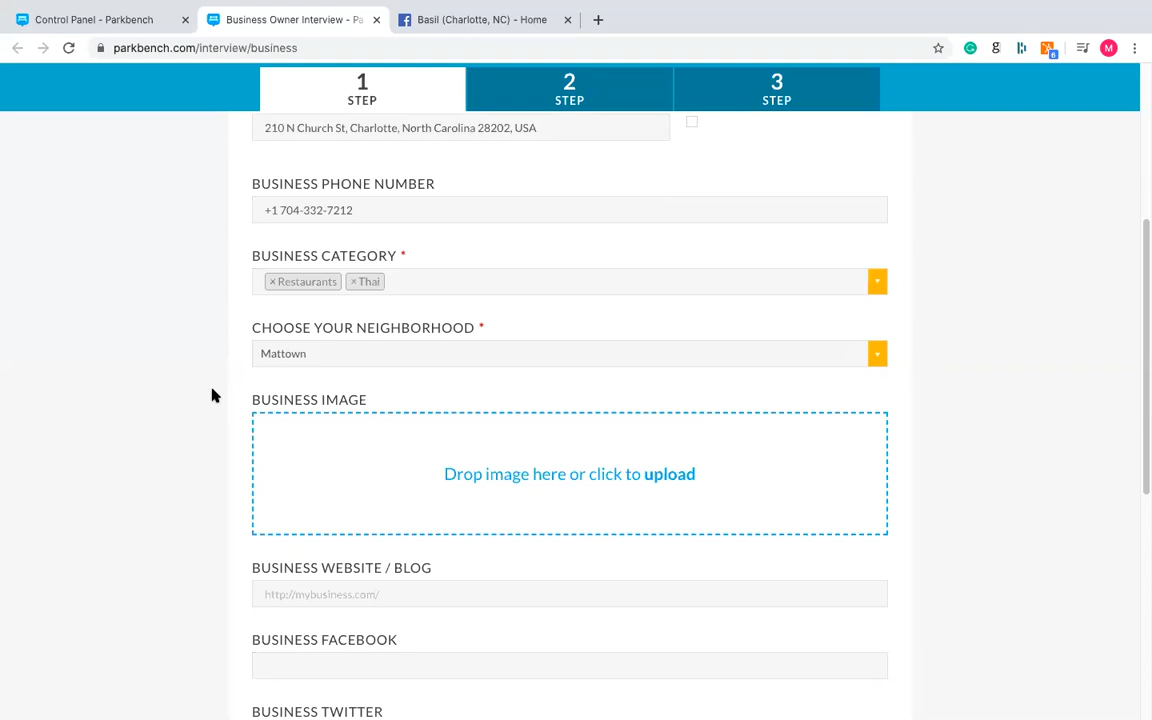 Control Panel - Parkbench
Business Owner Interview - Pa
Basil (Charlotte, NC) - Home
parkbench.com/interview/business
6
M
1
STEP
2
STEP
3
STEP
210 N Church St, Charlotte, North Carolina 28202, USA
BUSINESS PHONE NUMBER
+1 704-332-7212
BUSINESS CATEGORY *
× Restaurants × Thai
CHOOSE YOUR NEIGHBORHOOD *
Mattown
BUSINESS IMAGE
Drop image here or click to upload
BUSINESS WEBSITE / BLOG
http://mybusiness.com/
BUSINESS FACEBOOK
BUSINESS TWITTER